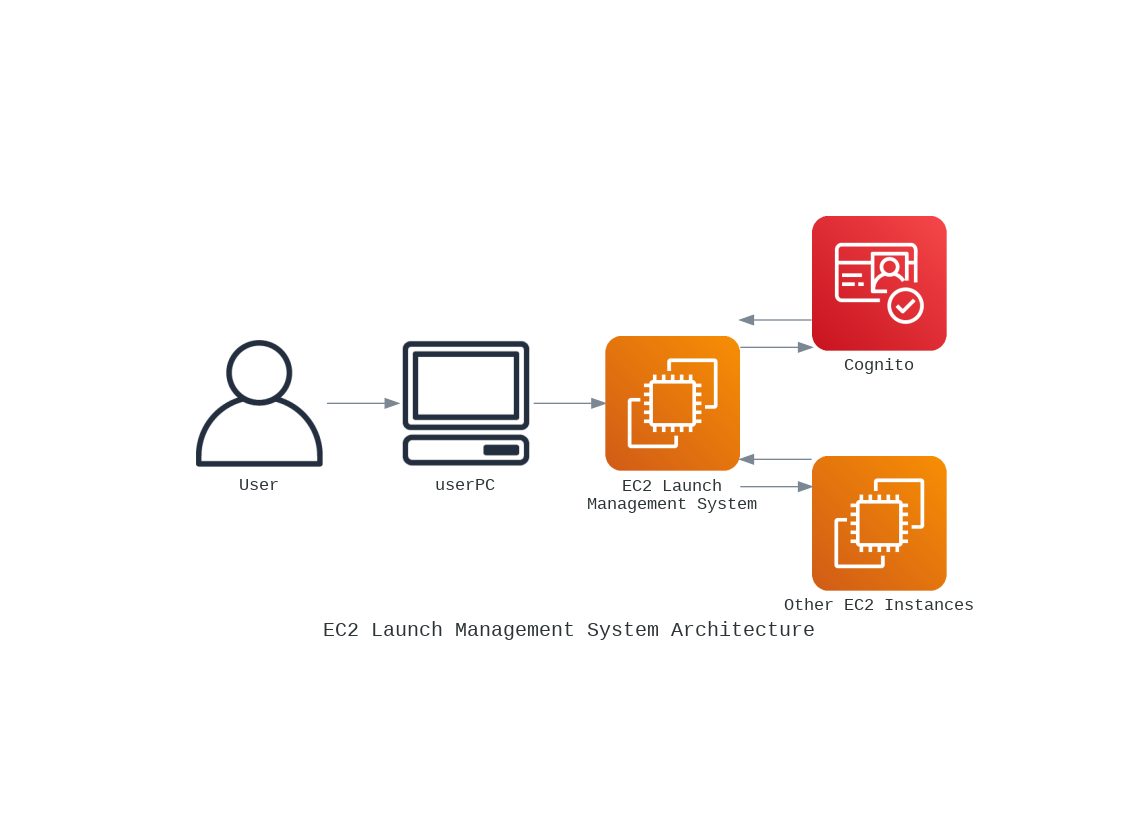 Cognito
User
userPC
EC2 Launch
Management System
Other EC2 Instances
EC2 Launch Management System Architecture